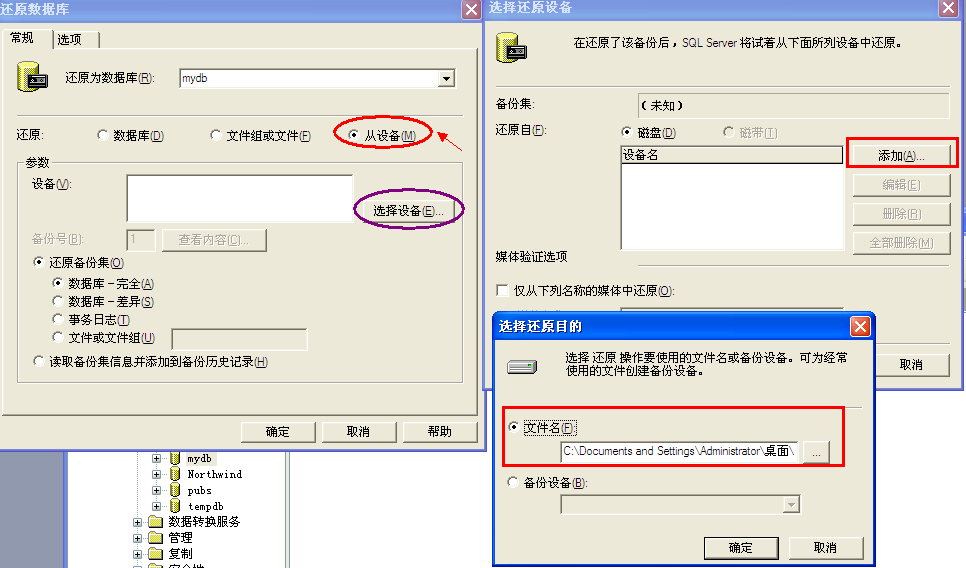 还原数据库
常规 选项
还原为数据库(R): mydb
还原: 数据库(D) 文件组或文件(F) 从设备(M)
参数
设备(V):
选择设备(E)...
备份号(B): 1 查看内容(C)...
还原备份集(O)
数据库－完全(A)
数据库－差异(S)
事务日志(T)
文件或文件组(U)
读取备份集信息并添加到备份历史记录(H)
确定 取消 帮助
mydb
Northwind
pubs
tempdb
数据转换服务
管理
复制
安全性
选择还原设备
在还原了该备份后，SQL Server 将试着从下面所列设备中还原。
备份集: （未知）
还原自(F): 磁盘(D) 磁带(T)
设备名
添加(A)...
编辑(E)
删除(R)
全部删除(M)
媒体验证选项
仅从下列名称的媒体中还原(O):
取消
选择还原目的
选择 还原 操作要使用的文件名或备份设备。可为经常
使用的文件创建备份设备。
文件名(F):
C:\Documents and Settings\Administrator\桌面\ ...
备份设备(B):
确定 取消